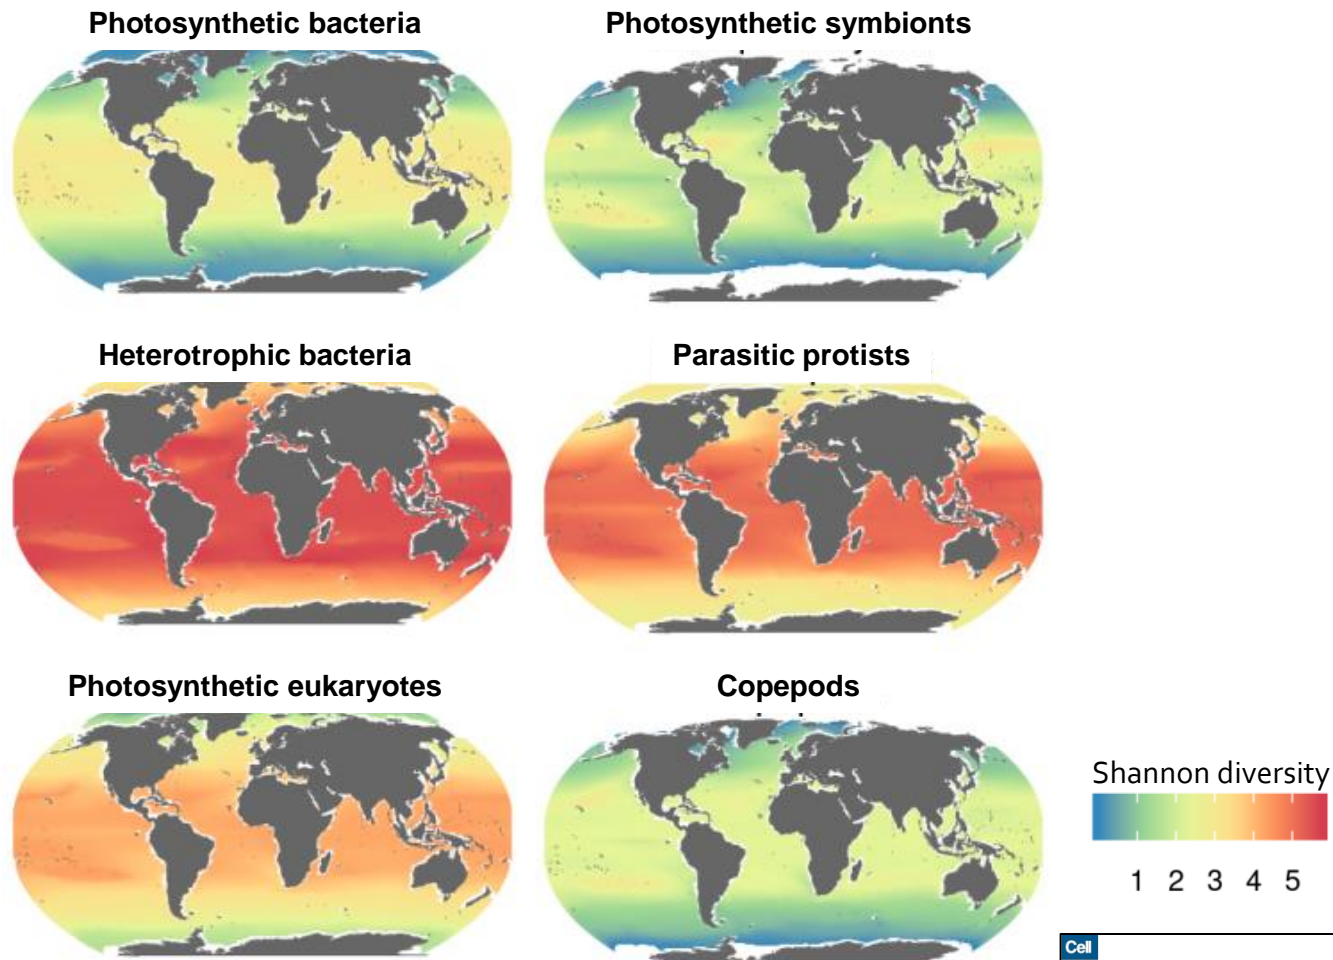 Photosynthetic bacteria
Photosynthetic symbionts
Heterotrophic bacteria
Parasitic protists
Photosynthetic eukaryotes
Copepods
Shannon diversity
1 2 3 4 5
Cell